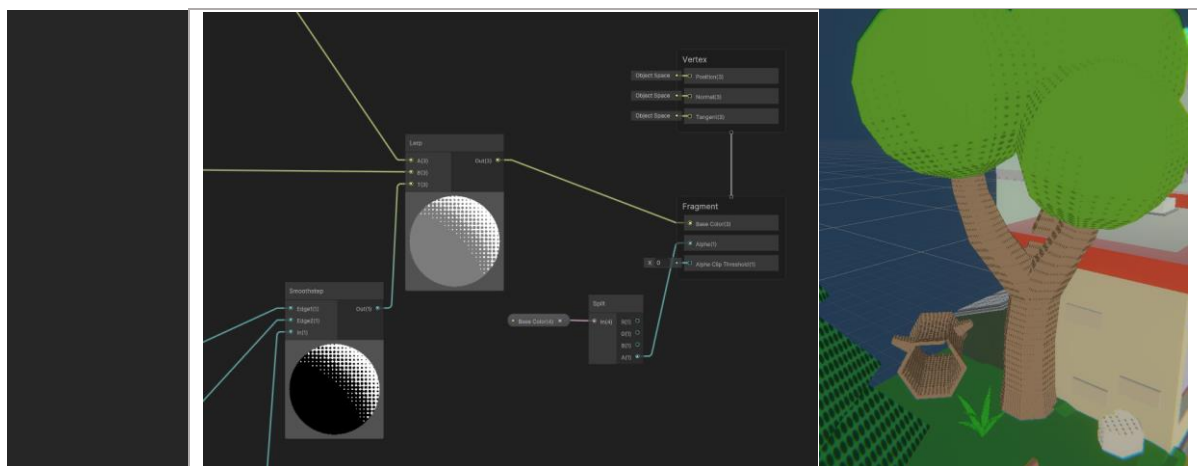 Vertex
Object Space
Position(3)
Object Space
Normal(3)
Object Space
Tangent(3)
Lerp
A(3)
Out(3)
B(3)
T(3)
Fragment
Base Color(3)
Alpha(1)
X 0
Alpha Clip Threshold(1)
Smoothstep
Edge1(1)
Out(1)
Edge2(1)
In(1)
Split
Base Color(4)
In(4)
R(1)
G(1)
B(1)
A(1)